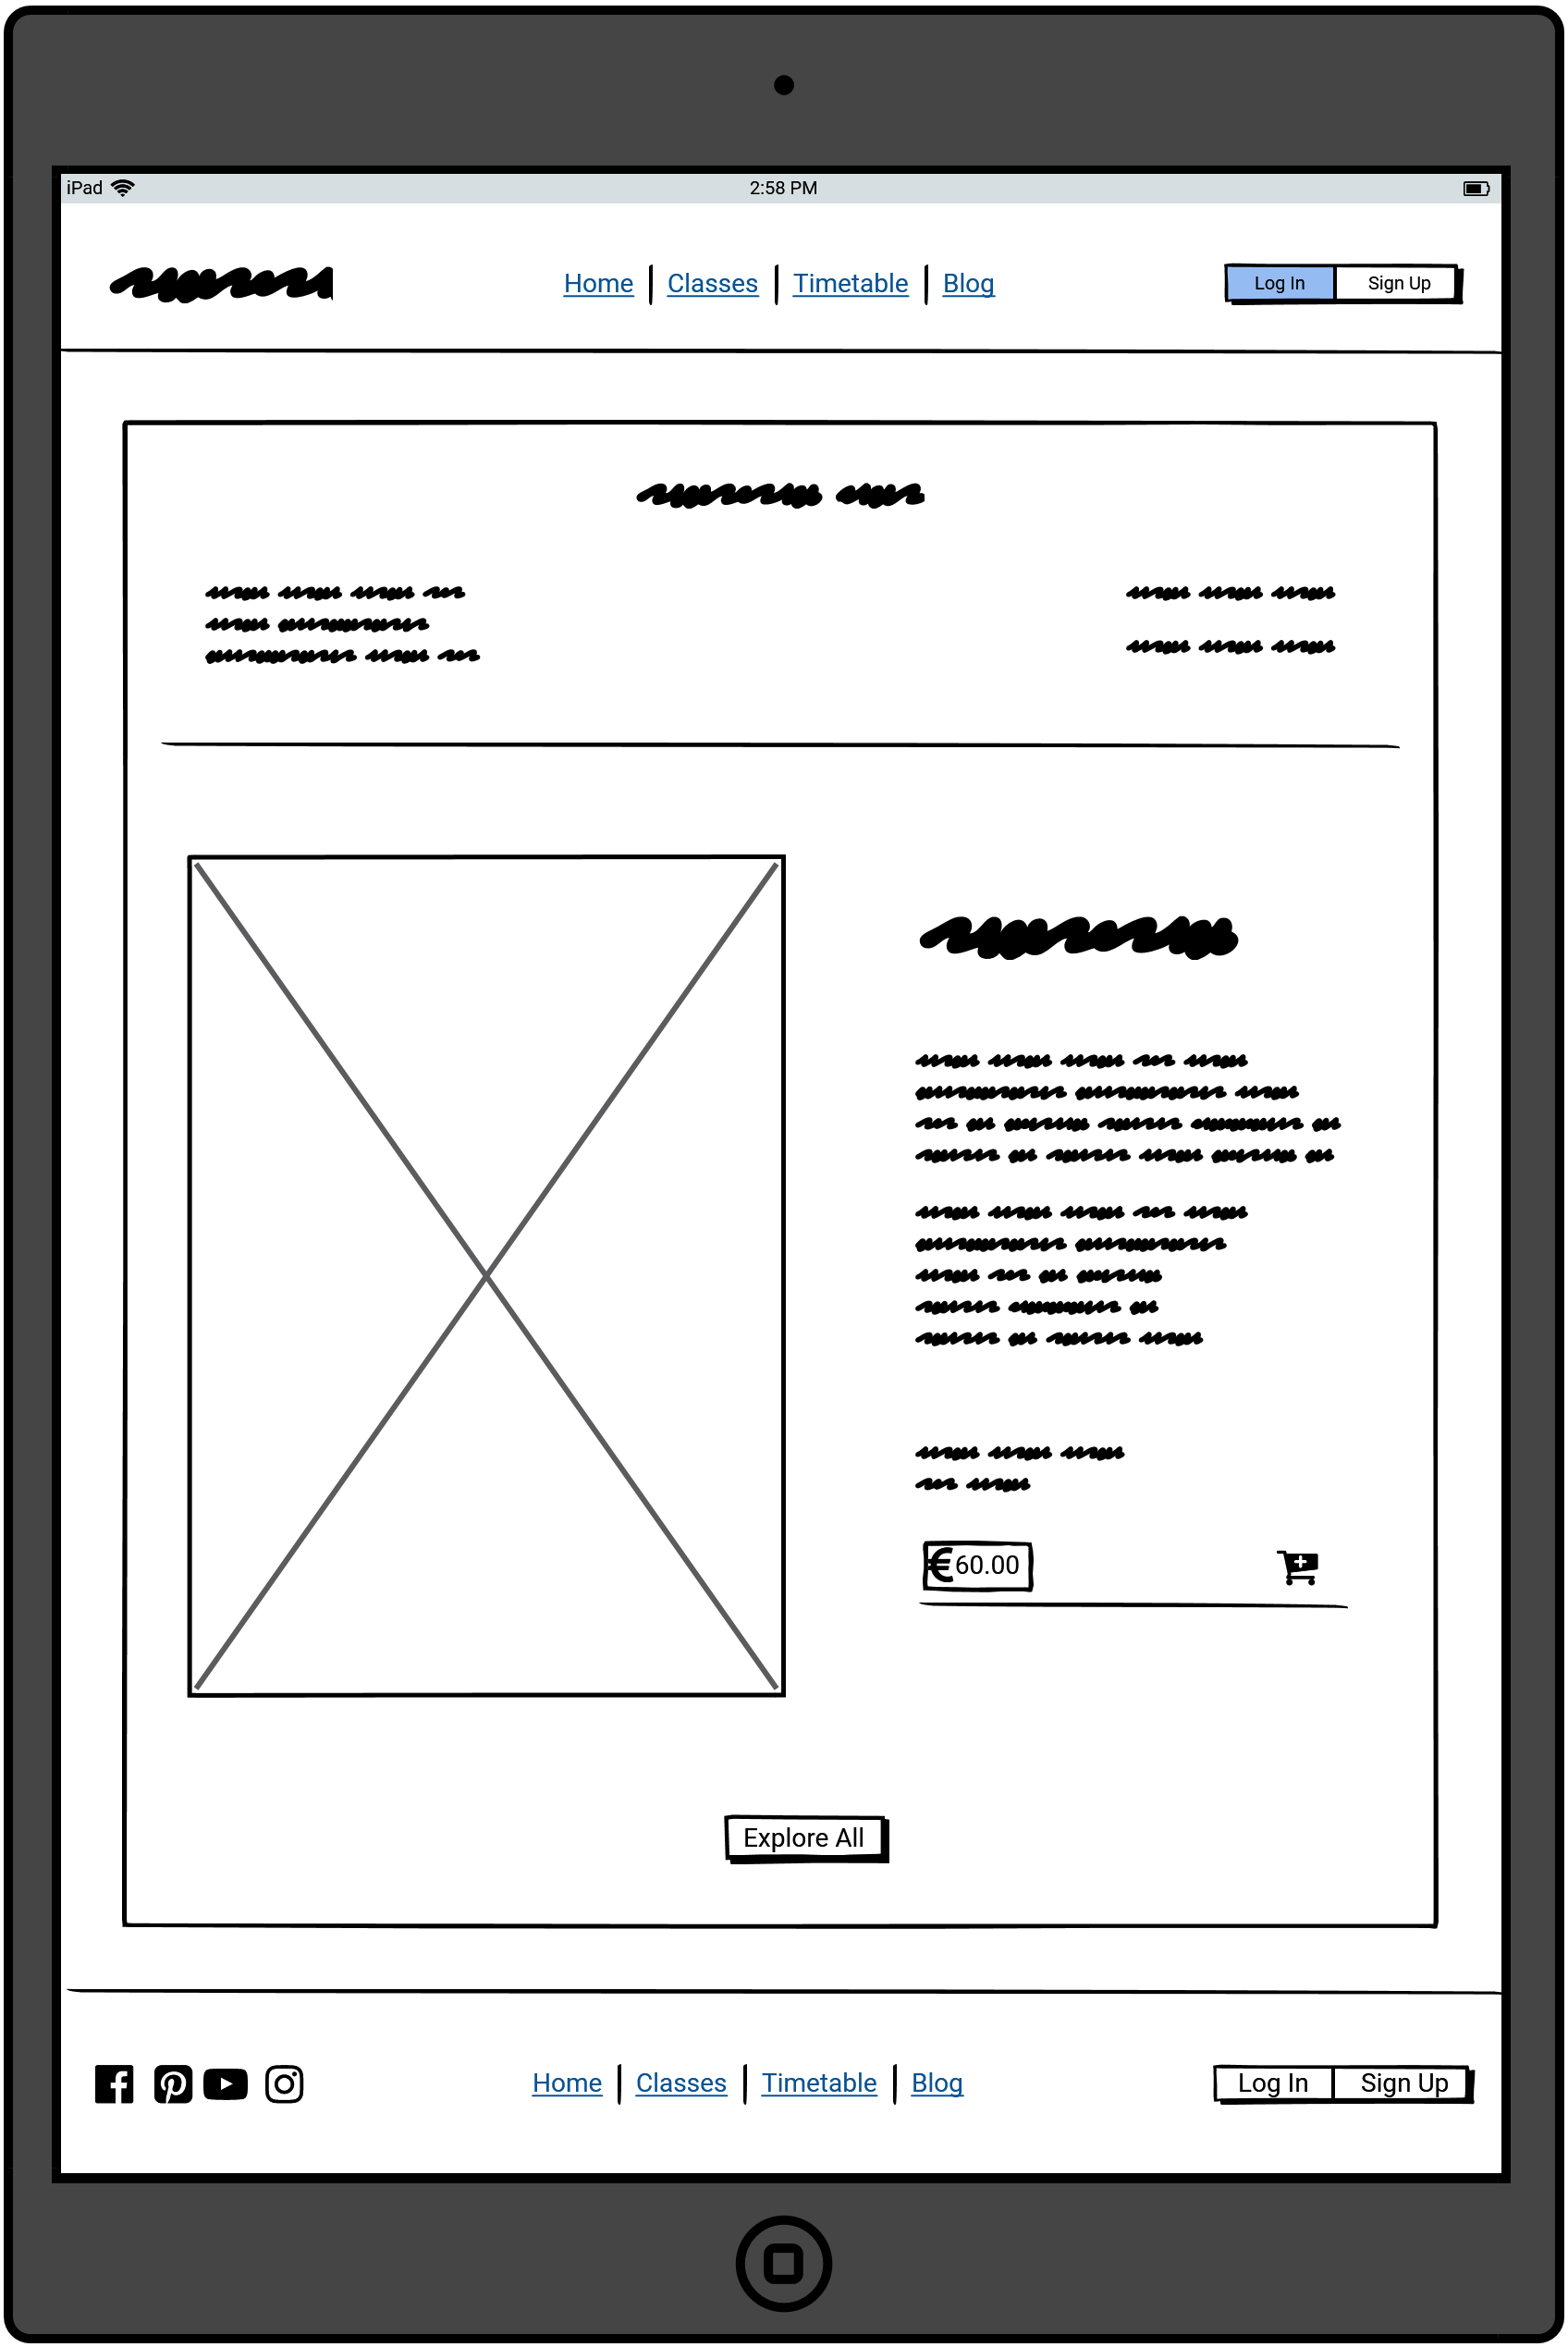 iPad 2:58 PM
Home Classes Timetable Blog Log In Sign Up
€60.00
Explore All
Home Classes Timetable Blog Log In Sign Up